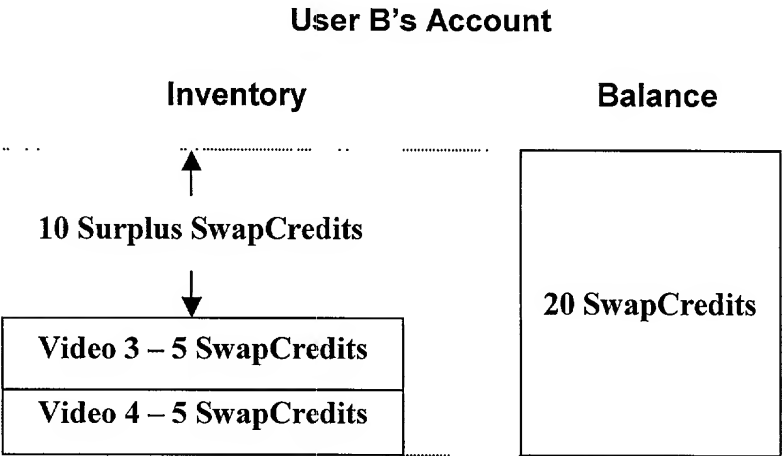 User B's Account
Inventory
Balance
10 Surplus SwapCredits
20 SwapCredits
Video 3 – 5 SwapCredits
Video 4 – 5 SwapCredits